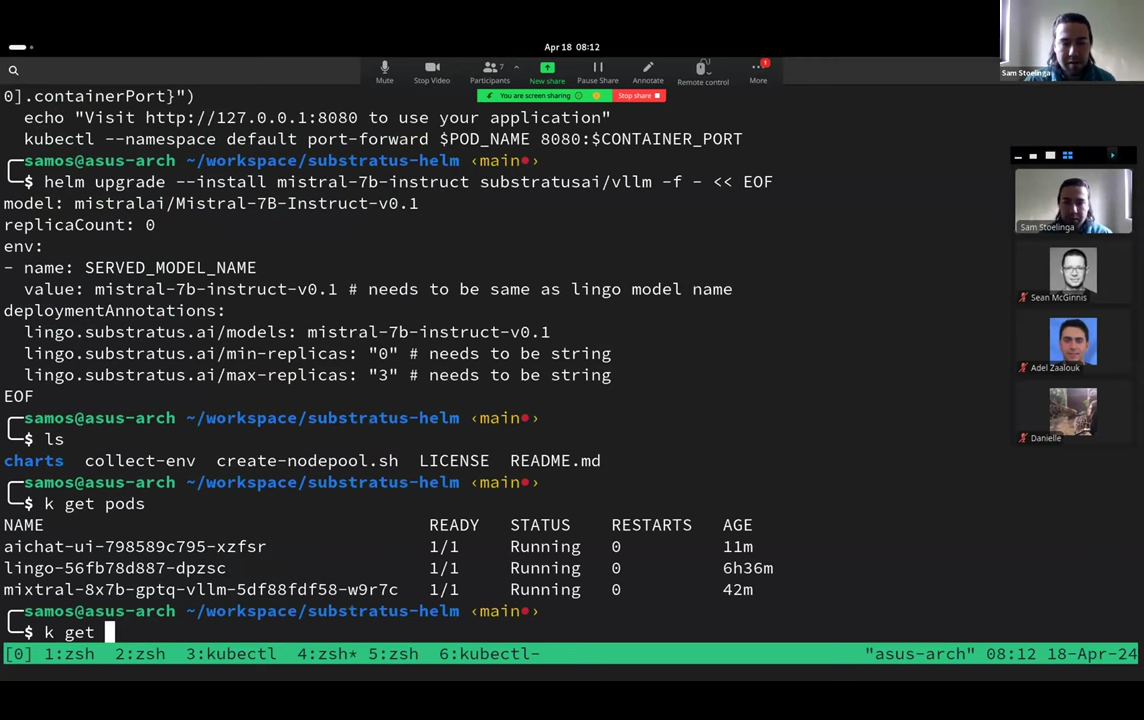 Apr 18 08:12
Sam Stoelinga
Mute
Stop Video
Participants 7
New share
Pause Share
Annotate
Remote control
More 1
You are screen sharing
Stop share
0].containerPort}")
echo "Visit http://127.0.0.1:8080 to use your application"
kubectl --namespace default port-forward $POD_NAME 8080:$CONTAINER_PORT
samos@asus-arch ~/workspace/substratus-helm ‹main●›
$ helm upgrade --install mistral-7b-instruct substratusai/vllm -f - << EOF
model: mistralai/Mistral-7B-Instruct-v0.1
replicaCount: 0
env:
- name: SERVED_MODEL_NAME
value: mistral-7b-instruct-v0.1 # needs to be same as lingo model name
deploymentAnnotations:
lingo.substratus.ai/models: mistral-7b-instruct-v0.1
lingo.substratus.ai/min-replicas: "0" # needs to be string
lingo.substratus.ai/max-replicas: "3" # needs to be string
EOF
samos@asus-arch ~/workspace/substratus-helm ‹main●›
$ ls
charts collect-env create-nodepool.sh LICENSE README.md
samos@asus-arch ~/workspace/substratus-helm ‹main●›
$ k get pods
NAME READY STATUS RESTARTS AGE
aichat-ui-798589c795-xzfsr 1/1 Running 0 11m
lingo-56fb78d887-dpzsc 1/1 Running 0 6h36m
mixtral-8x7b-gptq-vllm-5df88fdf58-w9r7c 1/1 Running 0 42m
samos@asus-arch ~/workspace/substratus-helm ‹main●›
$ k get
[0] 1:zsh 2:zsh 3:kubectl 4:zsh* 5:zsh 6:kubectl- "asus-arch" 08:12 18-Apr-24
Sam Stoelinga
Sean McGinnis
Adel Zaalouk
Danielle